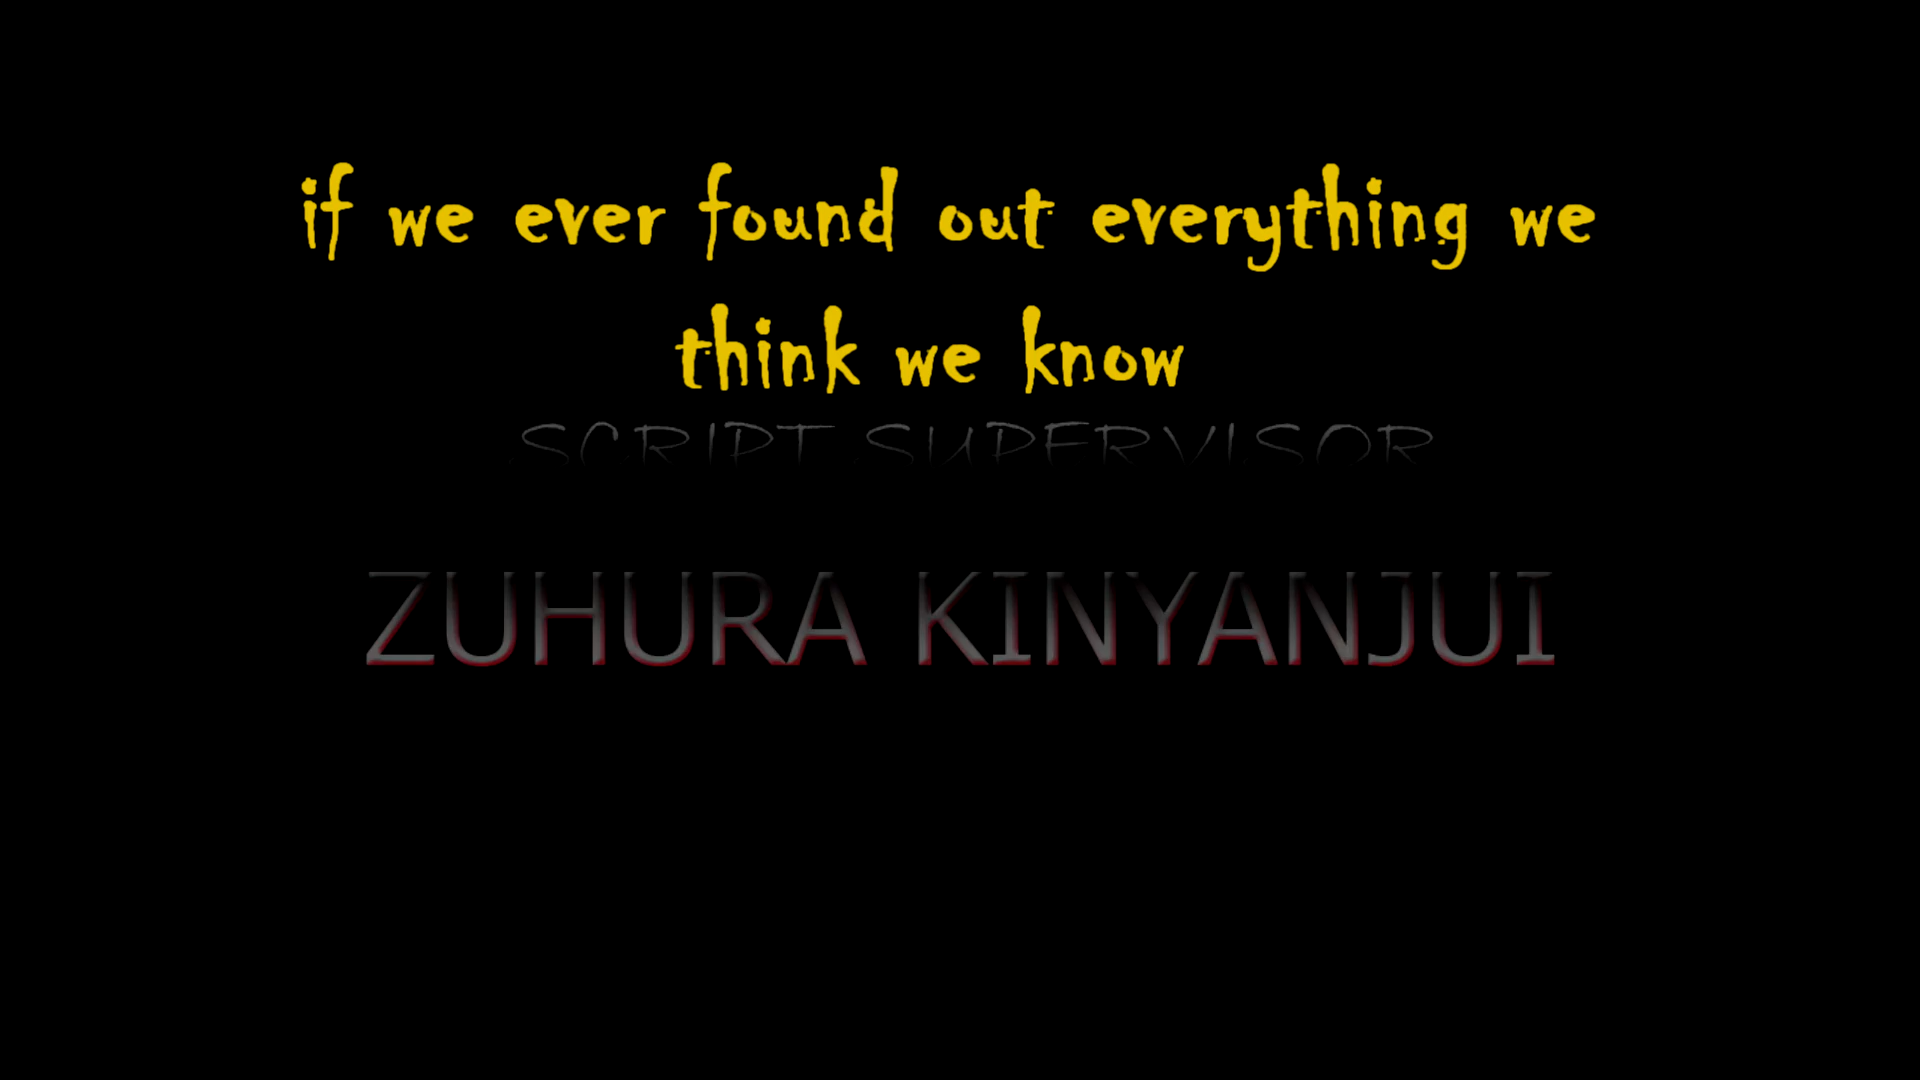 if we ever found out everything we
think we know
SCRIPT SUPERVISOR
ZUHURA KINYANJUI